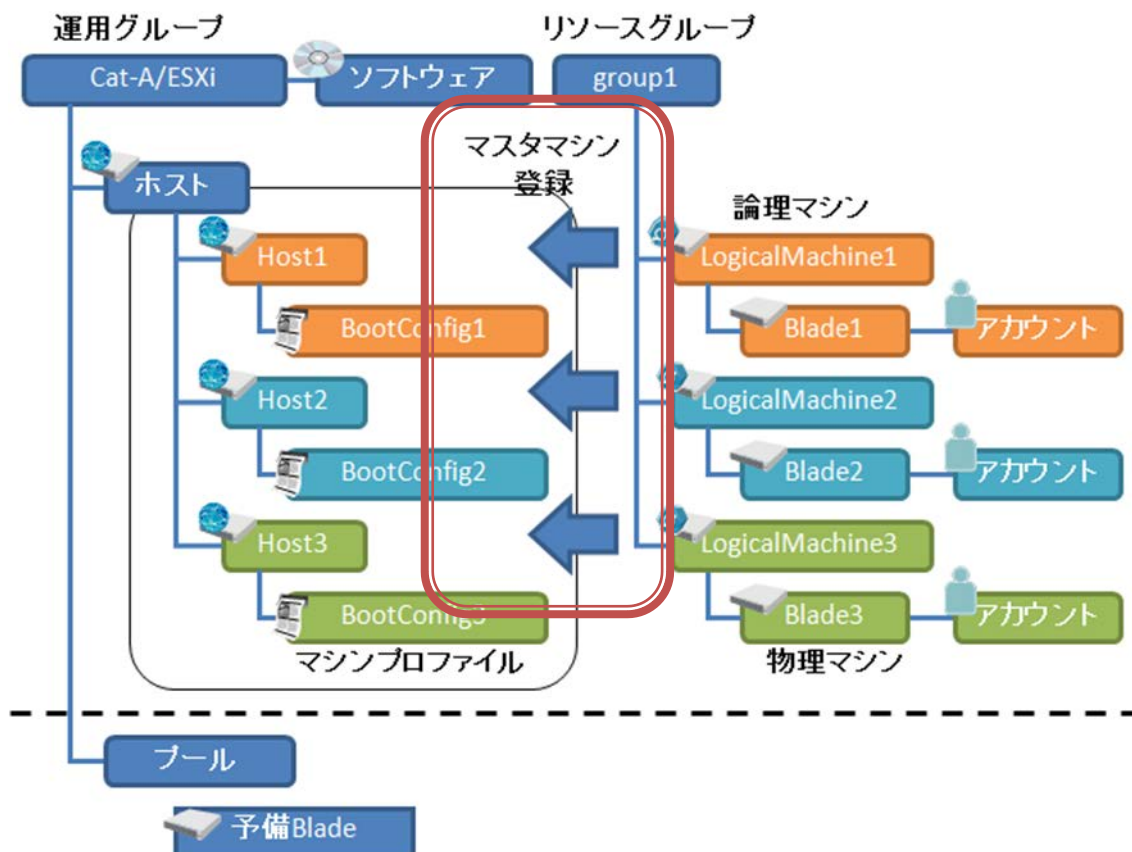 運用グループ
リソースグループ
Cat-A/ESXi
ソフトウェア
group1
マスタマシン
登録
ホスト
論理マシン
Host1
LogicalMachine1
BootConfig1
Blade1
アカウント
Host2
LogicalMachine2
BootConfig2
Blade2
アカウント
Host3
LogicalMachine3
BootConfig3
Blade3
アカウント
マシンプロファイル
物理マシン
プール
予備Blade